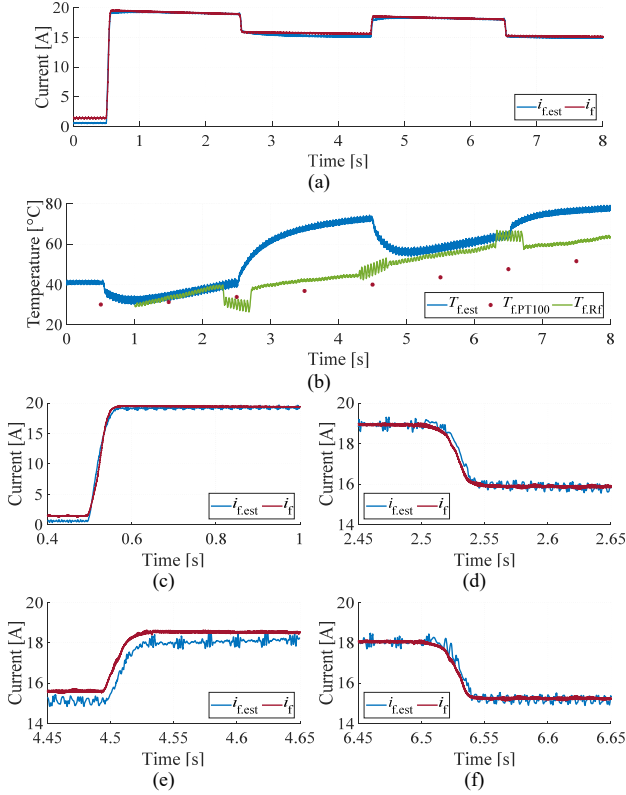 Current [A]
20
15
10
5
0
i_f.est i_f
0 1 2 3 4 5 6 7 8
Time [s]
(a)
Temperature [°C]
80
60
40
20
T_f.est T_f.PT100 T_f.Rf
0 1 2 3 4 5 6 7 8
Time [s]
(b)
Current [A]
20
15
10
5
0
i_f.est i_f
0.4 0.6 0.8 1
Time [s]
(c)
Current [A]
20
18
16
14
i_f.est i_f
2.45 2.5 2.55 2.6 2.65
Time [s]
(d)
Current [A]
20
18
16
14
i_f.est i_f
4.45 4.5 4.55 4.6 4.65
Time [s]
(e)
Current [A]
20
18
16
14
i_f.est i_f
6.45 6.5 6.55 6.6 6.65
Time [s]
(f)